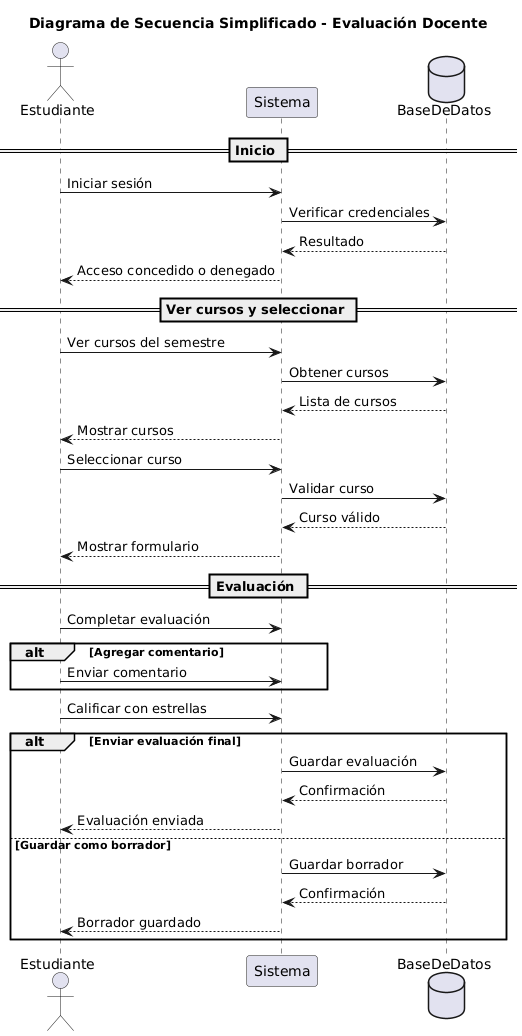 Diagrama de Secuencia Simplificado - Evaluación Docente
Estudiante
Sistema
BaseDeDatos
Inicio
Iniciar sesión
Verificar credenciales
Resultado
Acceso concedido o denegado
Ver cursos y seleccionar
Ver cursos del semestre
Obtener cursos
Lista de cursos
Mostrar cursos
Seleccionar curso
Validar curso
Curso válido
Mostrar formulario
Evaluación
Completar evaluación
alt [Agregar comentario]
Enviar comentario
Calificar con estrellas
alt [Enviar evaluación final]
Guardar evaluación
Confirmación
Evaluación enviada
[Guardar como borrador]
Guardar borrador
Confirmación
Borrador guardado
Estudiante
Sistema
BaseDeDatos